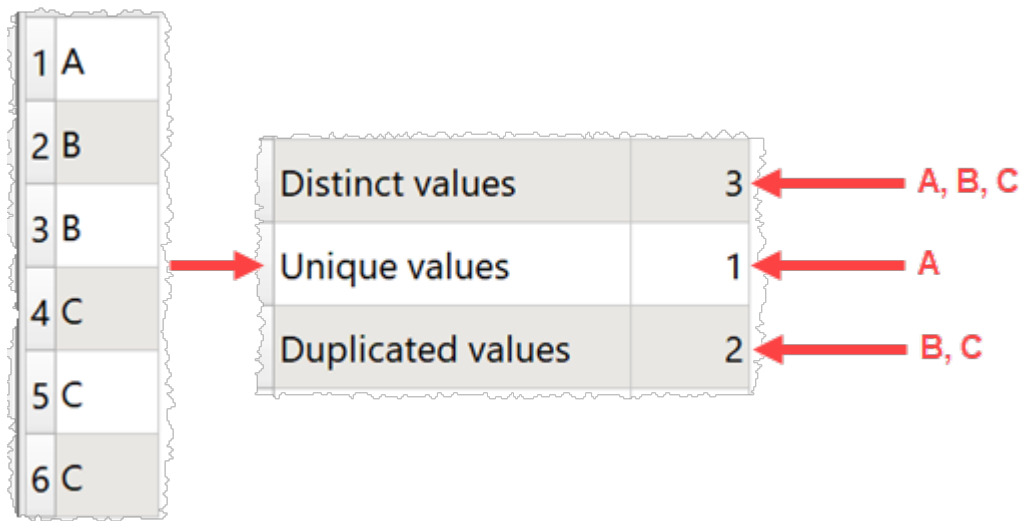 1 A
2 B
3 B
4 C
5 C
6 C
Distinct values 3 A, B, C
Unique values 1 A
Duplicated values 2 B, C